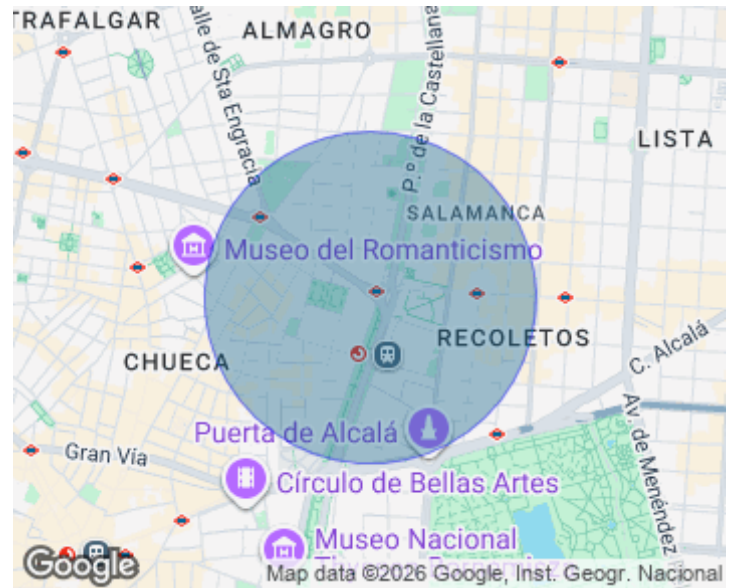 TRAFALGAR
ALMAGRO
alle de Sta Engracia
P.º de la Castellana
LISTA
SALAMANCA
Museo del Romanticismo
RECOLETOS
CHUECA
C. Alcalá
Puerta de Alcalá
Gran Vía
Av. de Menéndez
Círculo de Bellas Artes
Museo Nacional
Google
Map data ©2026 Google, Inst. Geogr. Nacional